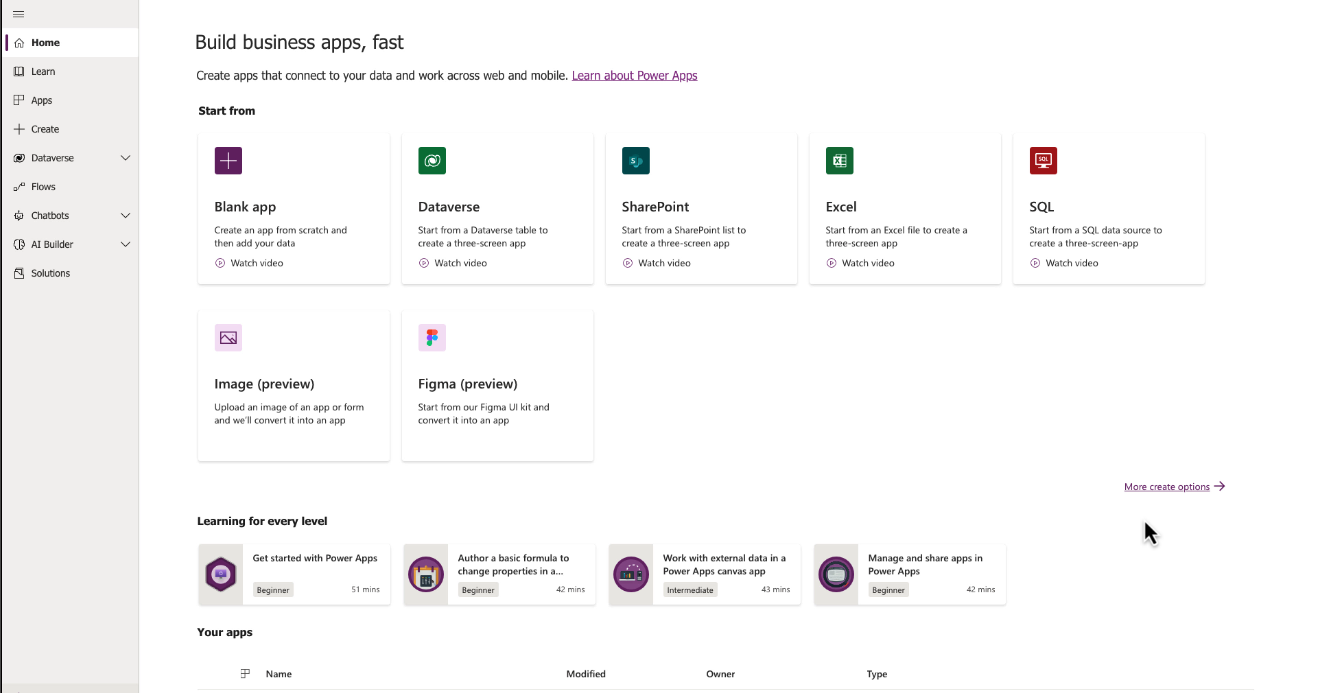 Home
Learn
Apps
Create
Dataverse
Flows
Chatbots
AI Builder
Solutions
Build business apps, fast
Create apps that connect to your data and work across web and mobile. Learn about Power Apps
Start from
Blank app
Create an app from scratch and
then add your data
Watch video
Dataverse
Start from a Dataverse table to
create a three-screen app
Watch video
S
SharePoint
Start from a SharePoint list to
create a three-screen app
Watch video
X
Excel
Start from an Excel file to create a
three-screen app
Watch video
SQL
SQL
Start from a SQL data source to
create a three-screen-app
Watch video
Image (preview)
Upload an image of an app or form
and we'll convert it into an app
Figma (preview)
Start from our Figma UI kit and
convert it into an app
More create options
Learning for every level
Get started with Power Apps
Beginner 51 mins
Author a basic formula to
change properties in a...
Beginner 42 mins
Work with external data in a
Power Apps canvas app
Intermediate 43 mins
Manage and share apps in
Power Apps
Beginner 42 mins
Your apps
Name Modified Owner Type